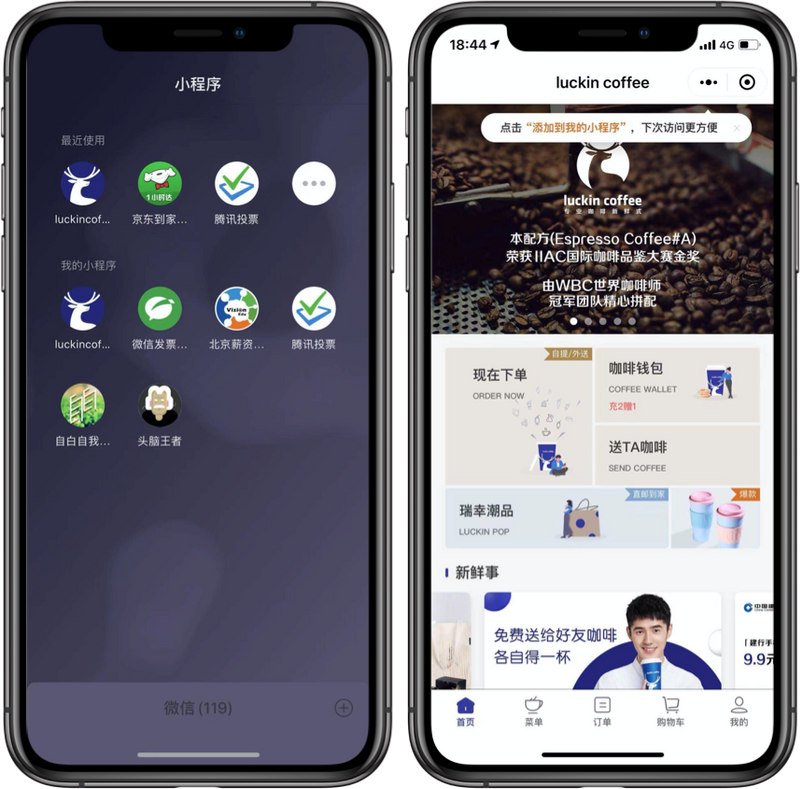 小程序
最近使用
1小时达
luckincof...
京东到家...
腾讯投票
我的小程序
Vision
Edu
luckincof...
微信发票...
北京薪资...
腾讯投票
自白自我...
头脑王者
微信(119)
18:44
4G
luckin coffee
点击“添加到我的小程序”，下次访问更方便
luckin coffee
专业咖啡新鲜式
本配方(Espresso Coffee#A)
荣获IIAC国际咖啡品鉴大赛金奖
由WBC世界咖啡师
冠军团队精心拼配
自提/外送
现在下单
ORDER NOW
咖啡钱包
COFFEE WALLET
充2赠1
送TA咖啡
SEND COFFEE
直邮到家
瑞幸潮品
LUCKIN POP
爆款
新鲜事
免费送给好友咖啡
各自得一杯
「建行手
9.9元
首页
菜单
订单
购物车
我的